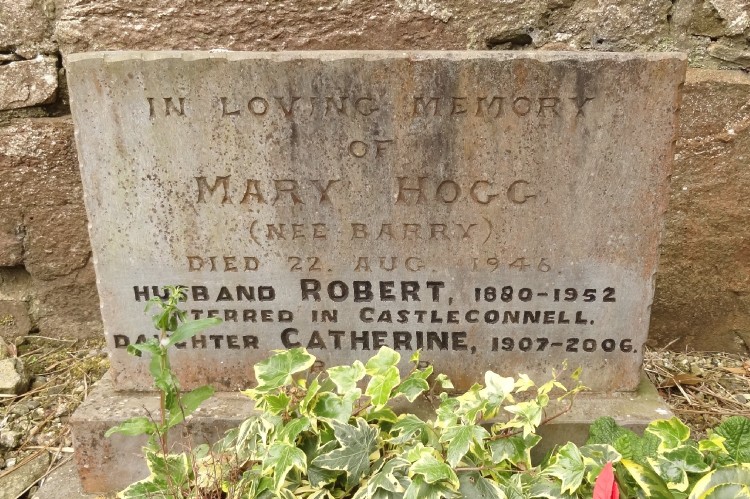 IN LOVING MEMORY
OF
MARY HOGG
(NEE BARRY)
DIED 22. AUG. 1946.
HUSBAND ROBERT, 1880-1952
INTERRED IN CASTLECONNELL.
DAUGHTER CATHERINE, 1907-2006.